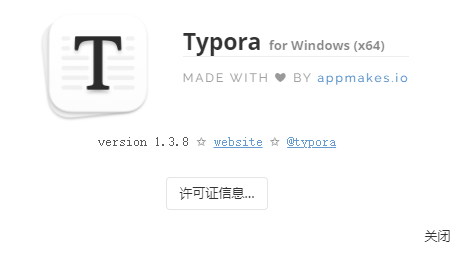 T
Typora for Windows (x64)
MADE WITH ♥ BY appmakes.io
version 1.3.8 ☆ website ☆ @typora
许可证信息...
关闭